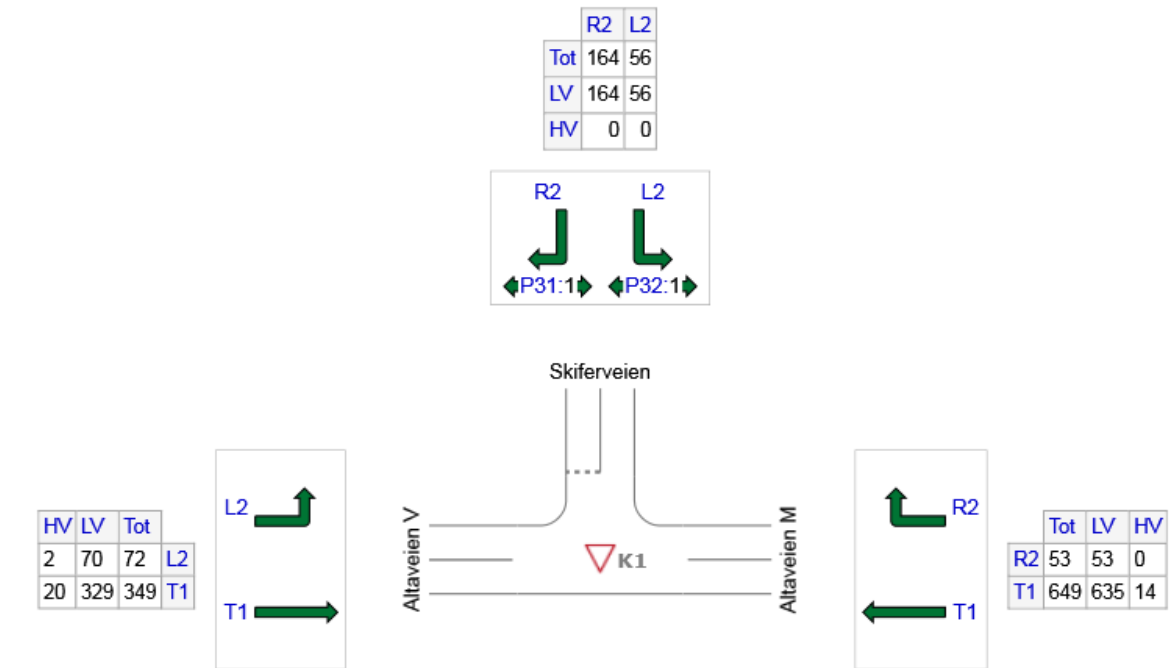 R2 L2
Tot 164 56
LV 164 56
HV 0 0
R2 L2
P31:1 P32:1
Skiferveien
L2
T1
HV LV Tot
2 70 72 L2
20 329 349 T1
Altaveien V
K1
Altaveien M
R2
T1
Tot LV HV
R2 53 53 0
T1 649 635 14